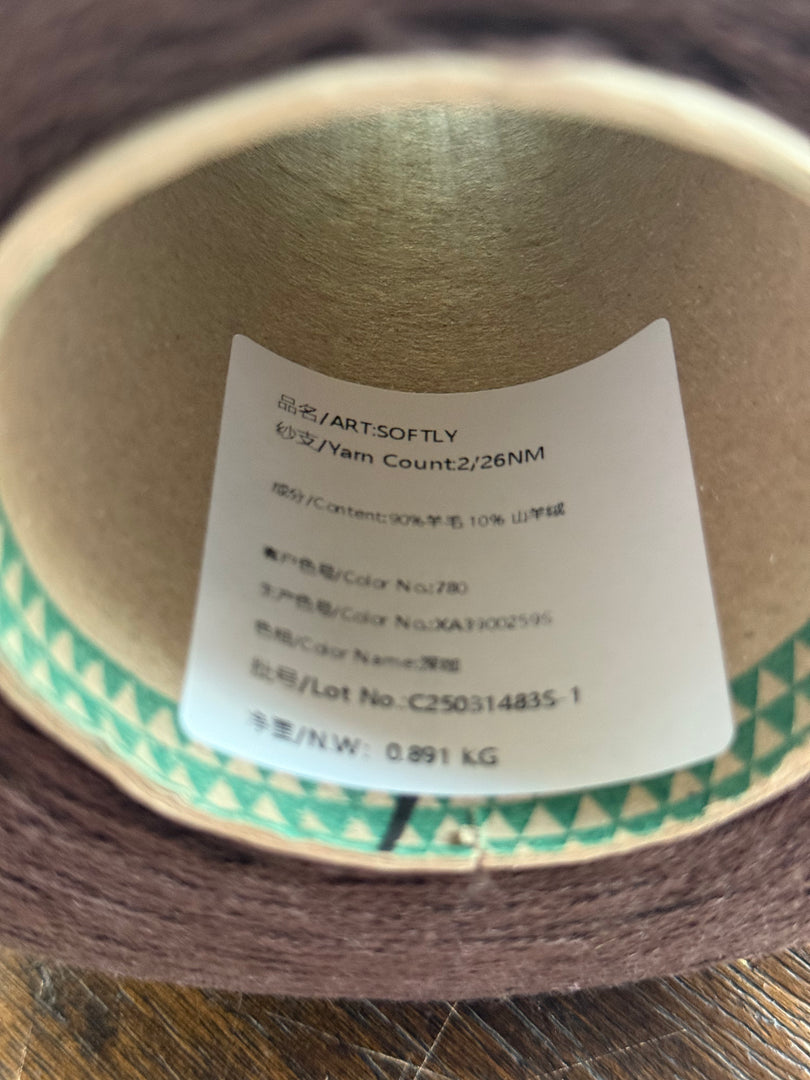 品名/ART:SOFTLY
纱支/Yarn Count:2/26NM
成分/Content:90%羊毛 10% 山羊绒
客户色号/Color No.:780
生产色号/Color No.:XA3900259S
色相/Color Name:深咖
批号/Lot No.:C25031483S-1
净重/N.W: 0.891 KG